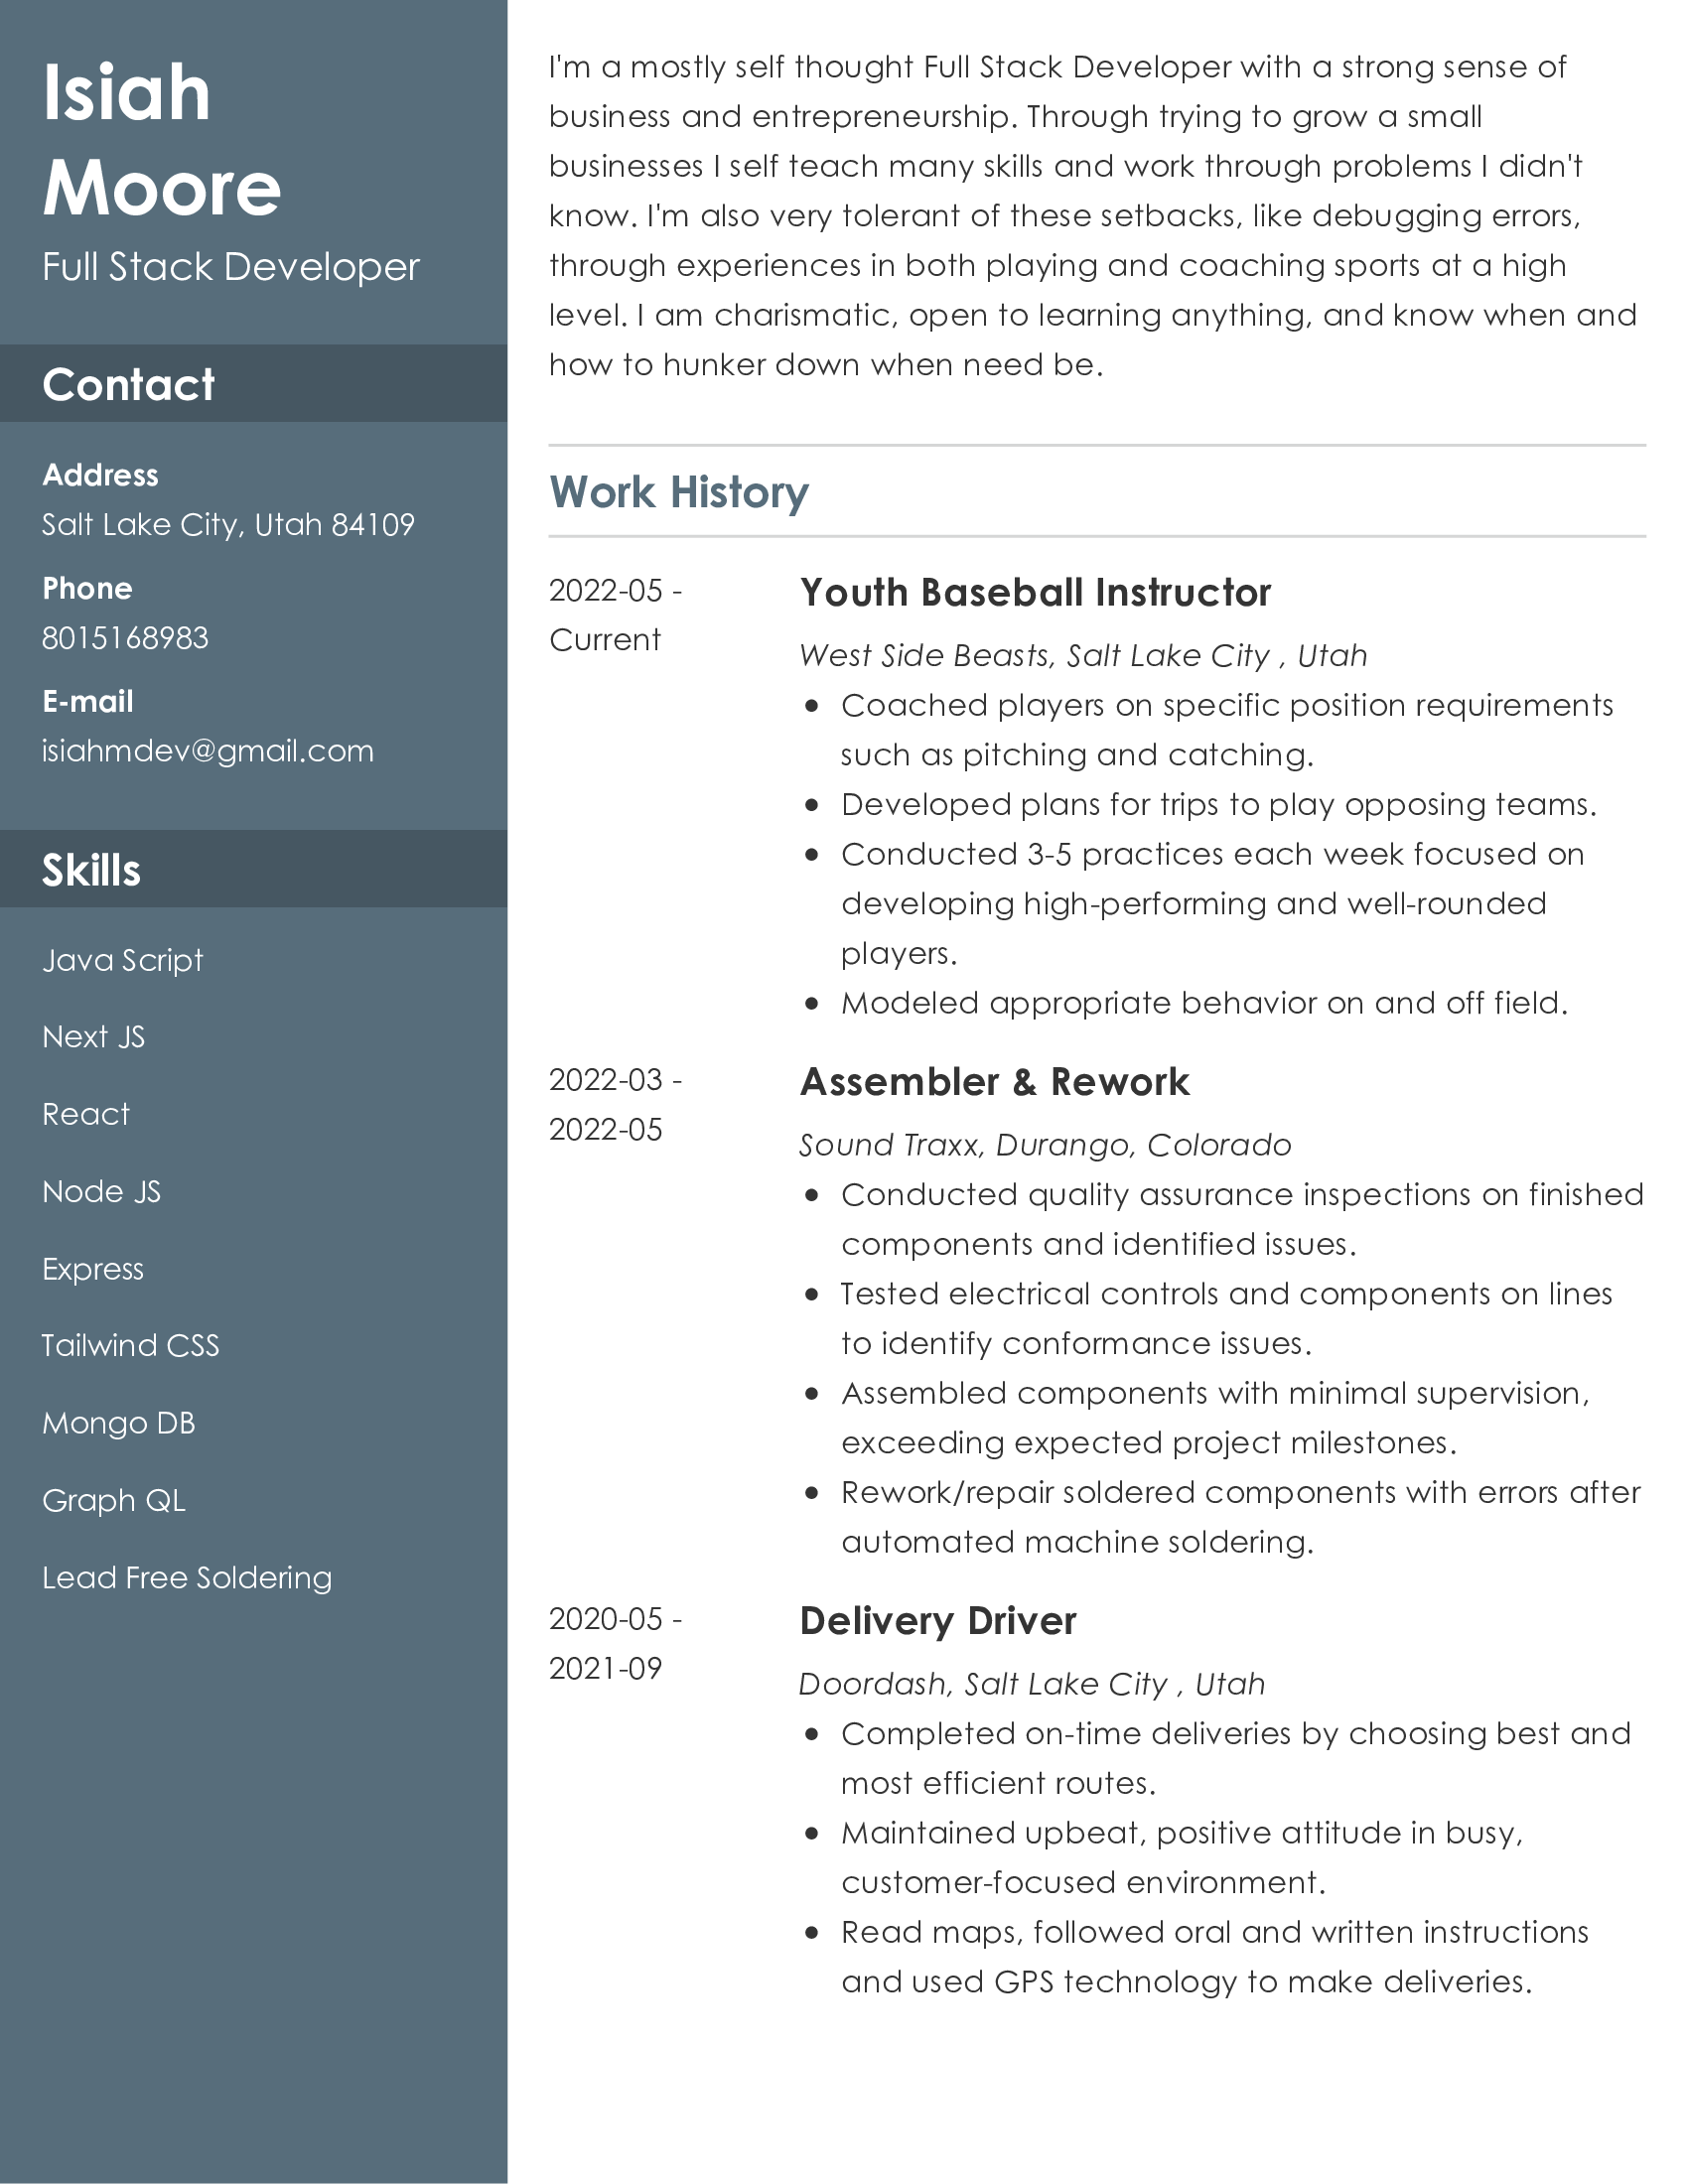 Isiah
Moore
Full Stack Developer
Contact
Address
Salt Lake City, Utah 84109
Phone
8015168983
E-mail
isiahmdev@gmail.com
Skills
Java Script
Next JS
React
Node JS
Express
Tailwind CSS
Mongo DB
Graph QL
Lead Free Soldering
I'm a mostly self thought Full Stack Developer with a strong sense of
business and entrepreneurship. Through trying to grow a small
businesses I self teach many skills and work through problems I didn't
know. I'm also very tolerant of these setbacks, like debugging errors,
through experiences in both playing and coaching sports at a high
level. I am charismatic, open to learning anything, and know when and
how to hunker down when need be.
Work History
2022-05 -
Current
Youth Baseball Instructor
West Side Beasts, Salt Lake City , Utah
• Coached players on specific position requirements
such as pitching and catching.
• Developed plans for trips to play opposing teams.
• Conducted 3-5 practices each week focused on
developing high-performing and well-rounded
players.
• Modeled appropriate behavior on and off field.
2022-03 -
2022-05
Assembler & Rework
Sound Traxx, Durango, Colorado
• Conducted quality assurance inspections on finished
components and identified issues.
• Tested electrical controls and components on lines
to identify conformance issues.
• Assembled components with minimal supervision,
exceeding expected project milestones.
• Rework/repair soldered components with errors after
automated machine soldering.
2020-05 -
2021-09
Delivery Driver
Doordash, Salt Lake City , Utah
• Completed on-time deliveries by choosing best and
most efficient routes.
• Maintained upbeat, positive attitude in busy,
customer-focused environment.
• Read maps, followed oral and written instructions
and used GPS technology to make deliveries.